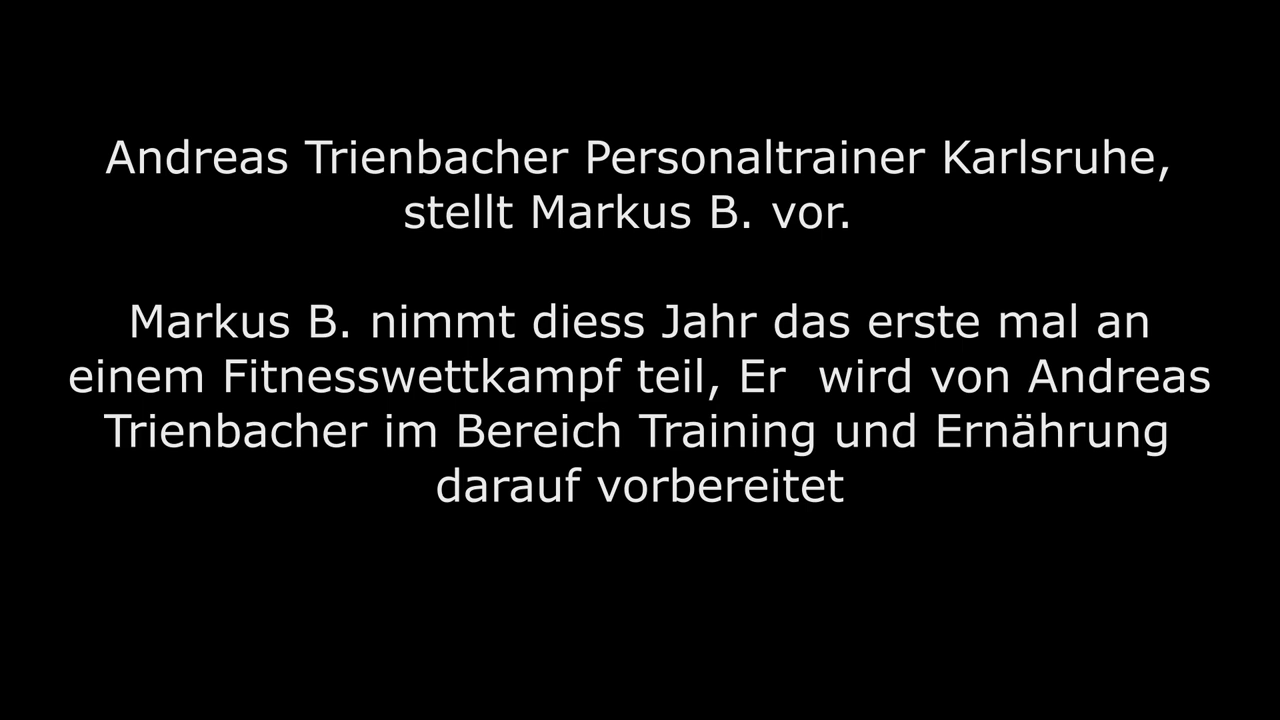 Andreas Trienbacher Personaltrainer Karlsruhe,
stellt Markus B. vor.
Markus B. nimmt diess Jahr das erste mal an
einem Fitnesswettkampf teil, Er  wird von Andreas
Trienbacher im Bereich Training und Ernährung
darauf vorbereitet